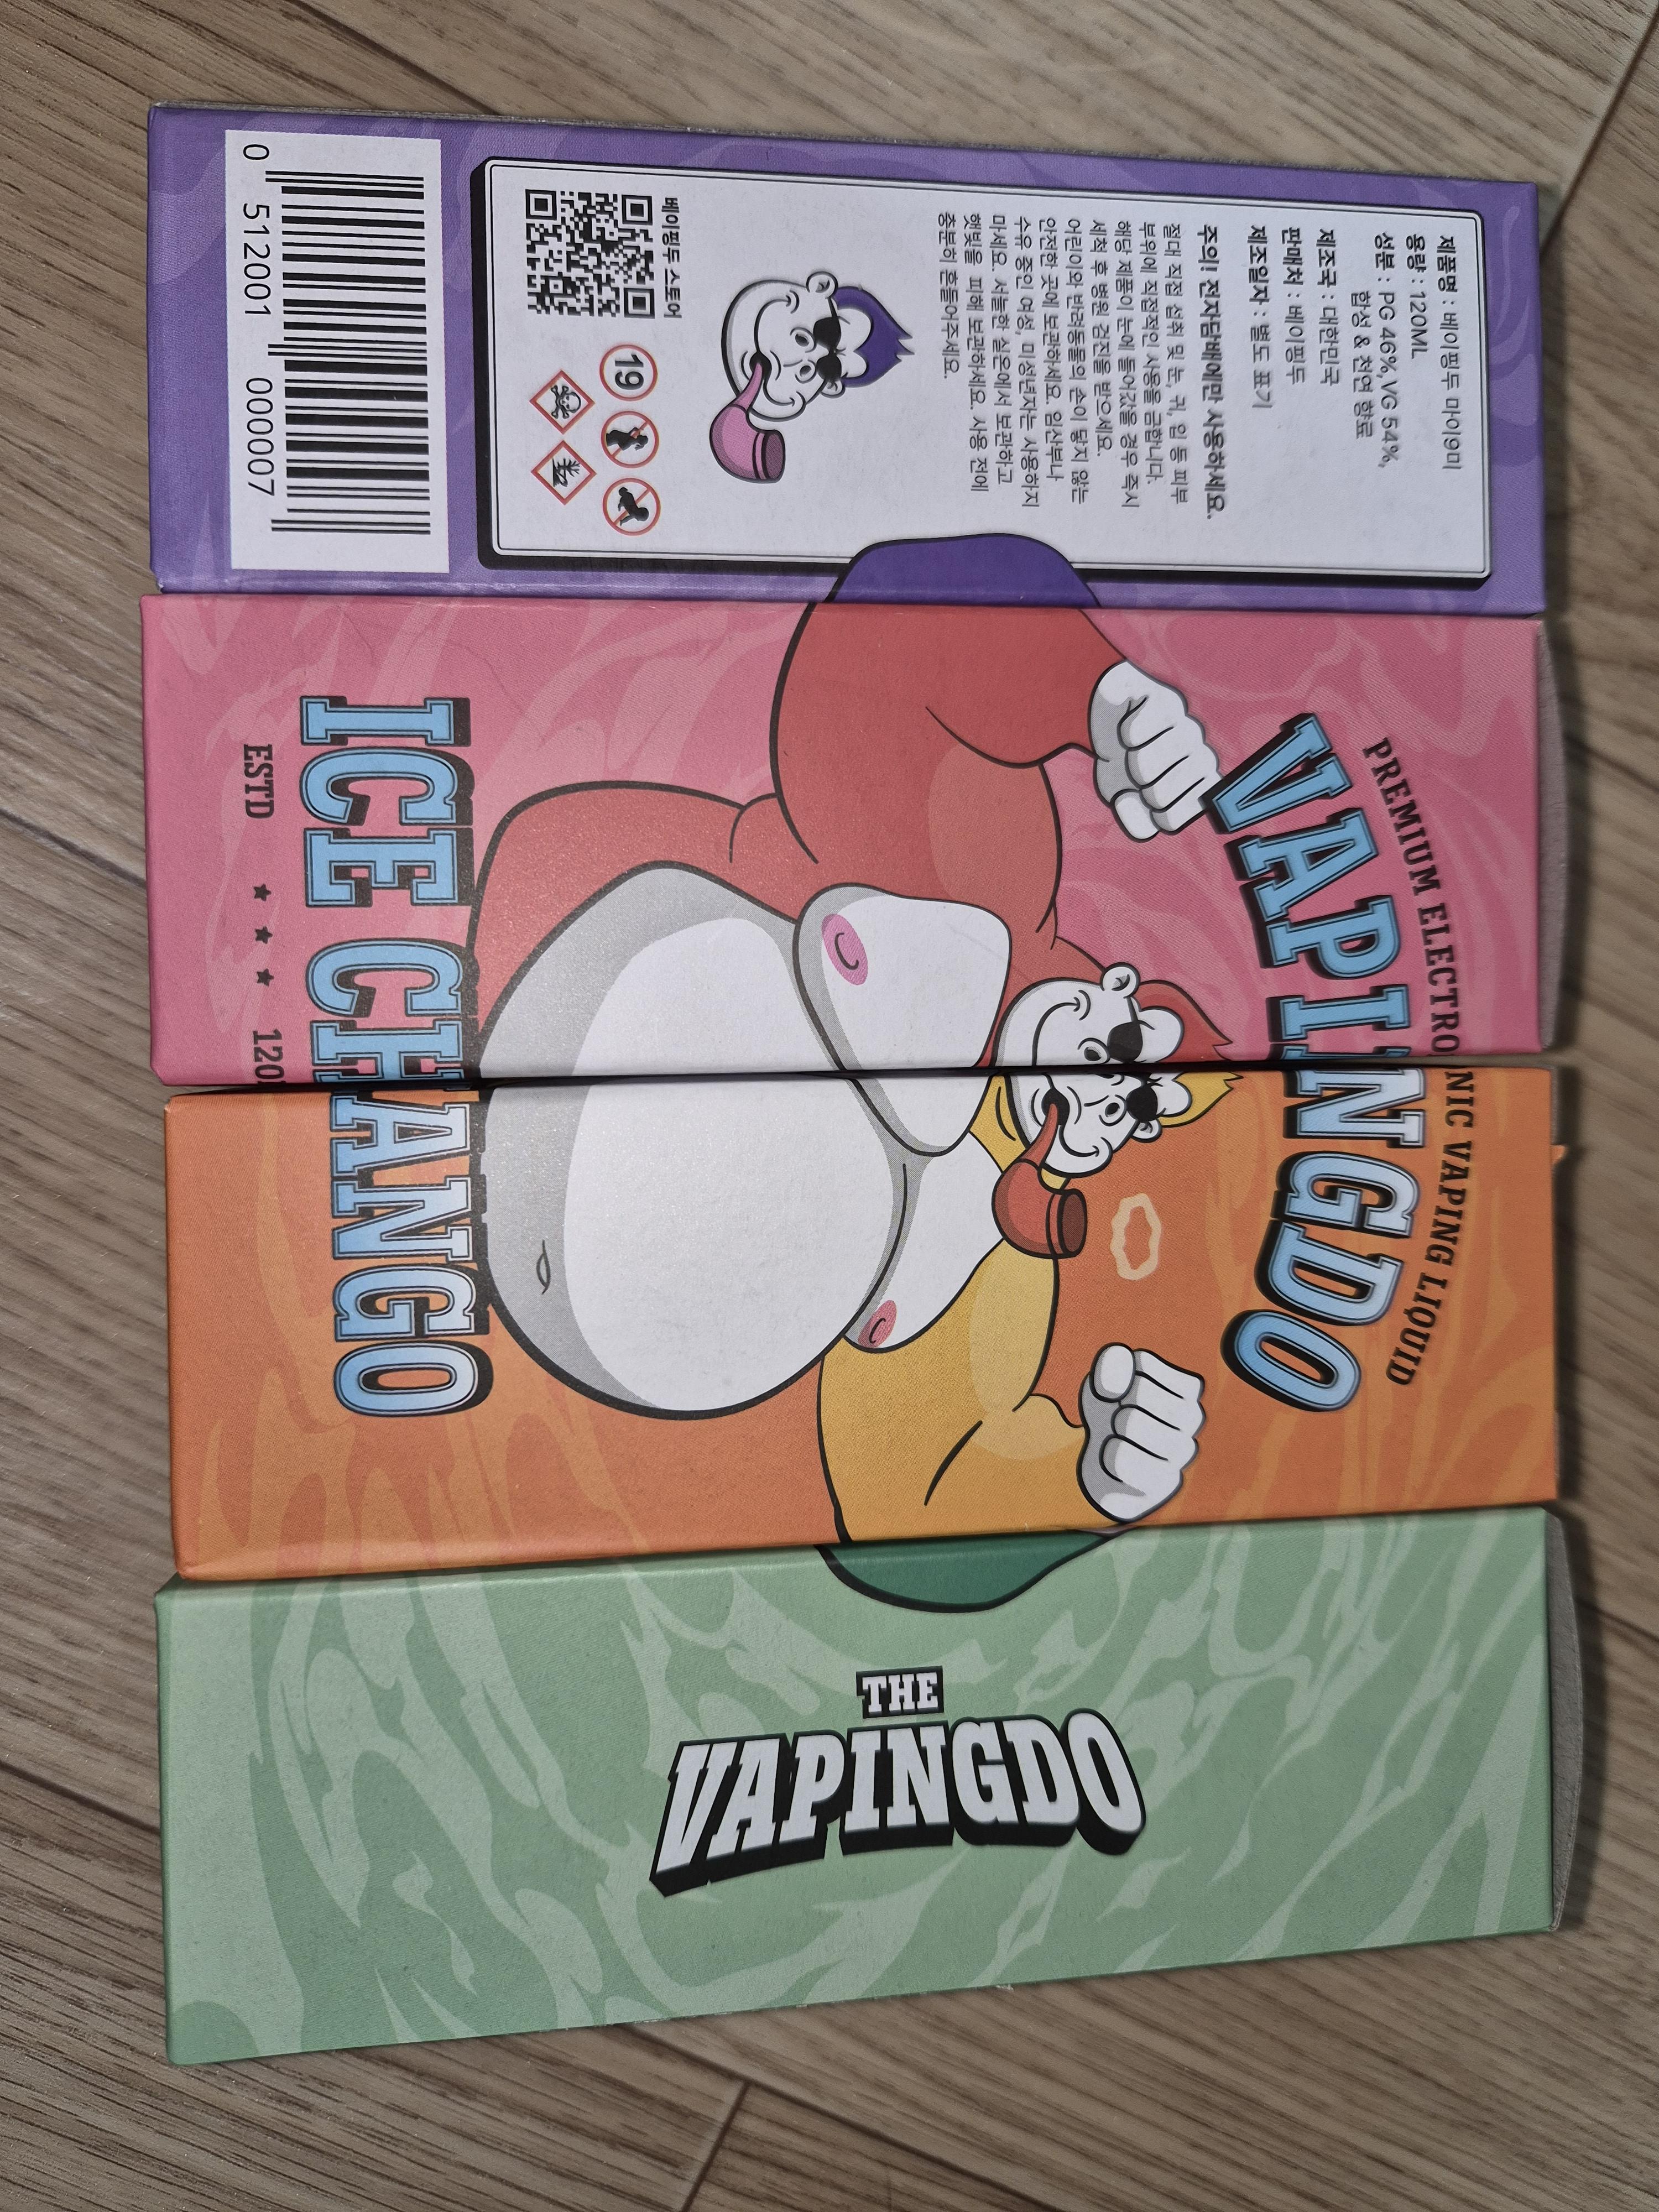 제품명 : 베이핑두 마이9미
용량 : 120ML
성분 : PG 46%, VG 54%,
합성 & 천연 향료
제조국 : 대한민국
판매처 : 베이핑두
제조일자 : 별도 표기
주의! 전자담배에만 사용하세요.
절대 직접 섭취 및 눈, 귀, 입 등 피부
부위에 직접적인 사용을 금합니다.
해당 제품이 눈에 들어갔을 경우 즉시
세척 후 병원 검진을 받으세요.
어린이와 반려동물의 손이 닿지 않는
안전한 곳에 보관하세요. 임산부나
수유 중인 여성, 미성년자는 사용하지
마세요. 서늘한 실온에서 보관하고
햇빛을 피해 보관하세요. 사용 전에
충분히 흔들어주세요.
베이핑두 스토어
19
0 512001 000007
PREMIUM ELECTRONIC VAPING LIQUID
VAPINGDO
ICE CHANGO
ESTD ★ ★ ★ 120
THE
VAPINGDO